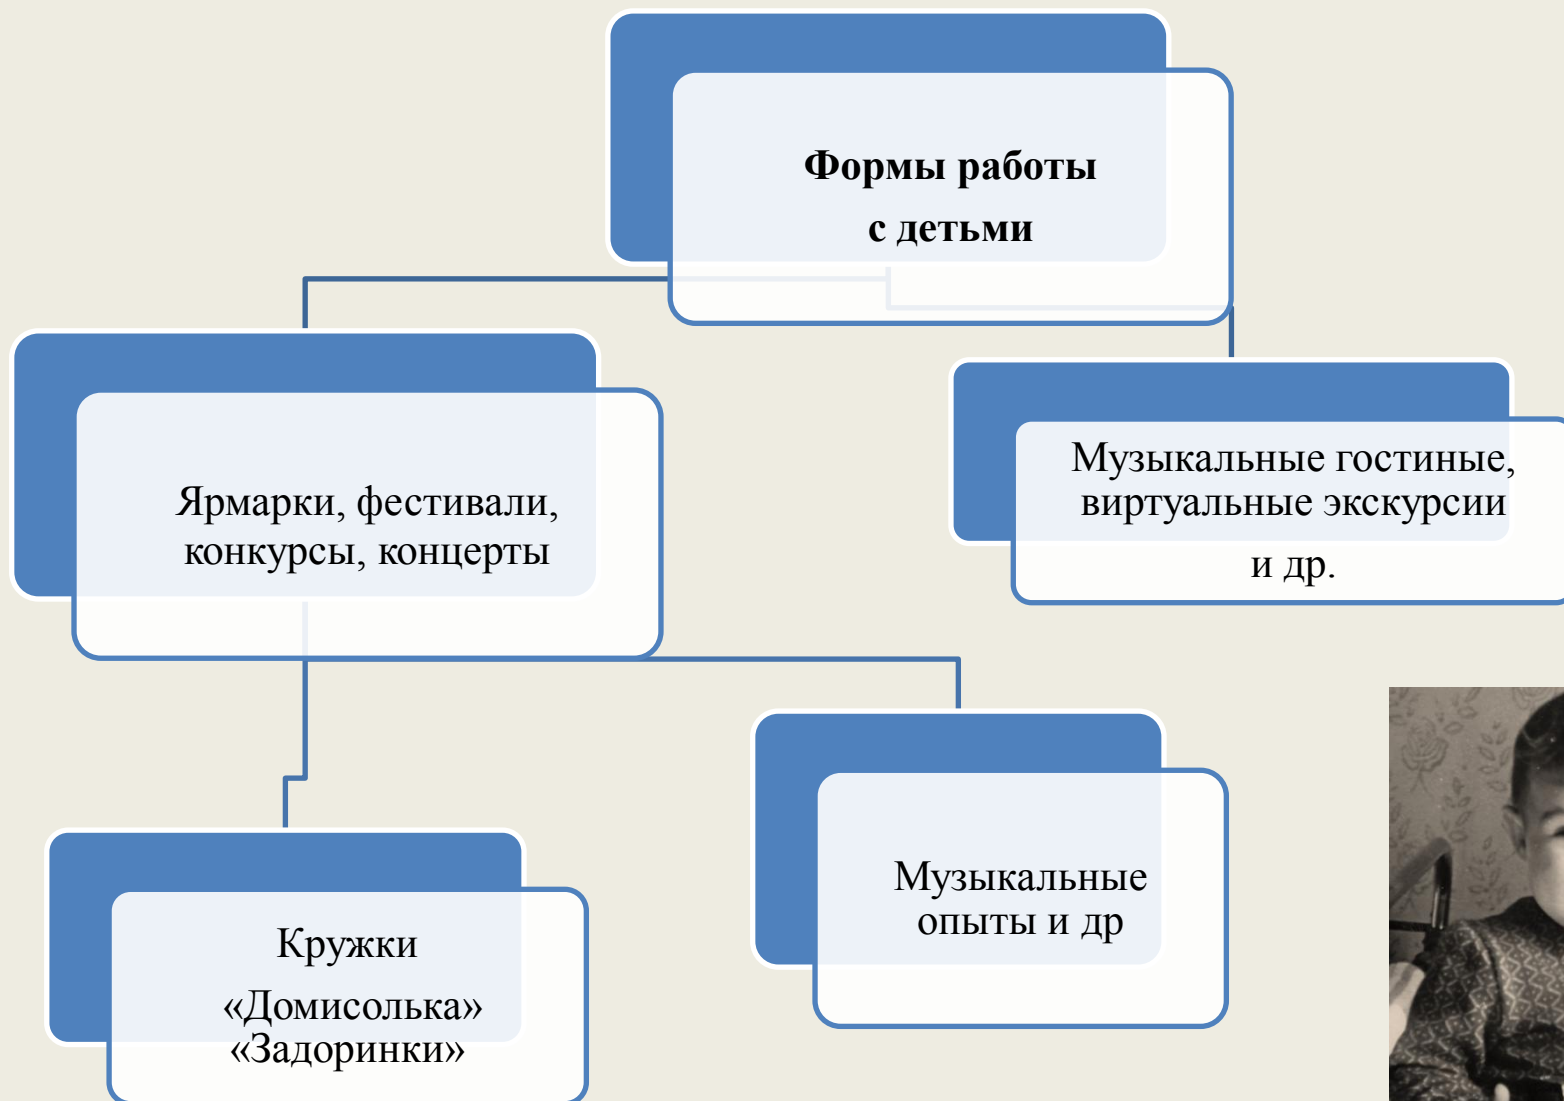 Формы работы
с детьми
Ярмарки, фестивали,
конкурсы, концерты
Музыкальные гостиные,
виртуальные экскурсии
и др.
Кружки
«Домисолька»
«Задоринки»
Музыкальные
опыты и др